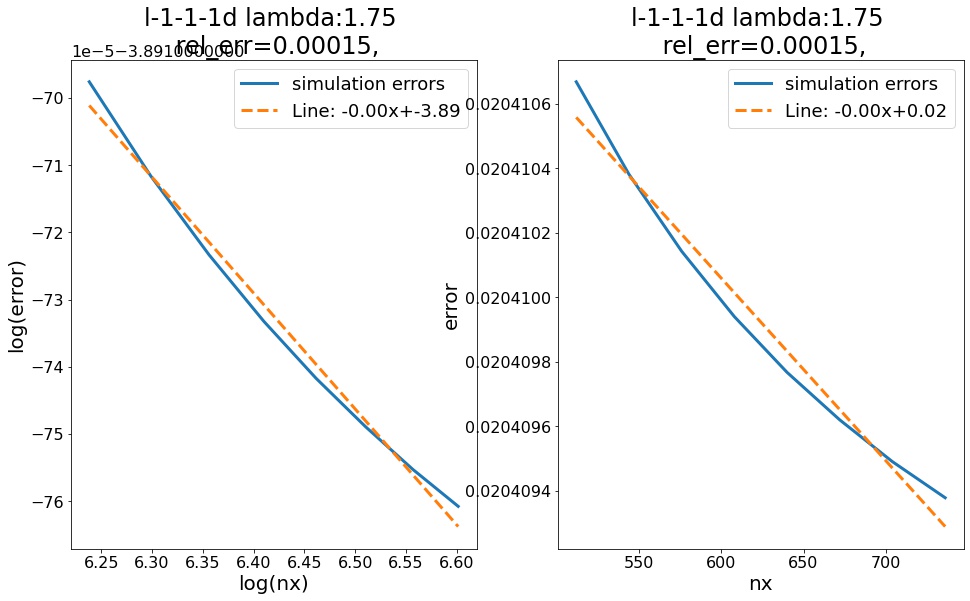 l-1-1-1d lambda:1.75
rel_err=0.00015,
1e−5−3.8910000000
simulation errors
Line: -0.00x+-3.89
−70
−71
−72
−73
−74
−75
−76
log(error)
6.25
6.30
6.35
6.40
6.45
6.50
6.55
6.60
log(nx)
l-1-1-1d lambda:1.75
rel_err=0.00015,
simulation errors
Line: -0.00x+0.02
0.0204106
0.0204104
0.0204102
0.0204100
0.0204098
0.0204096
0.0204094
error
550
600
650
700
nx